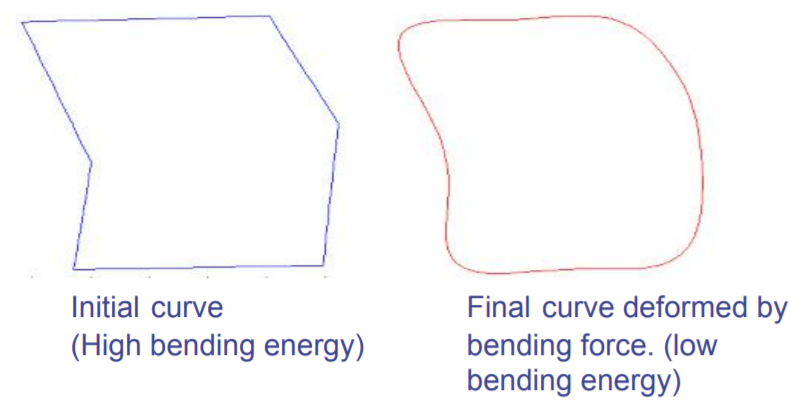 Initial curve
(High bending energy)
Final curve deformed by
bending force. (low
bending energy)